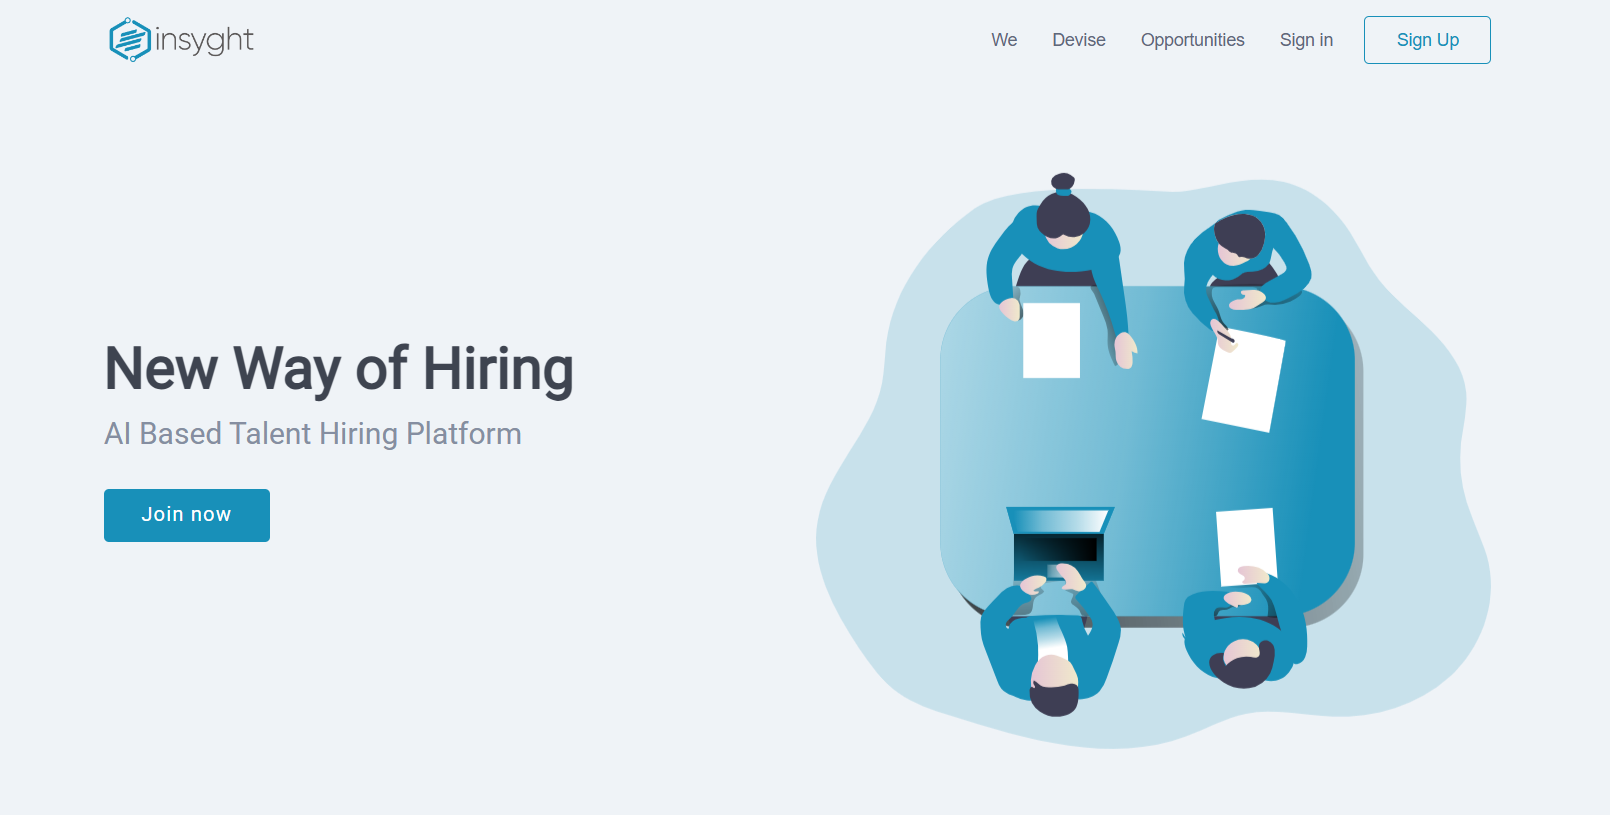 insyght
We
Devise
Opportunities
Sign in
Sign Up
New Way of Hiring
AI Based Talent Hiring Platform
Join now